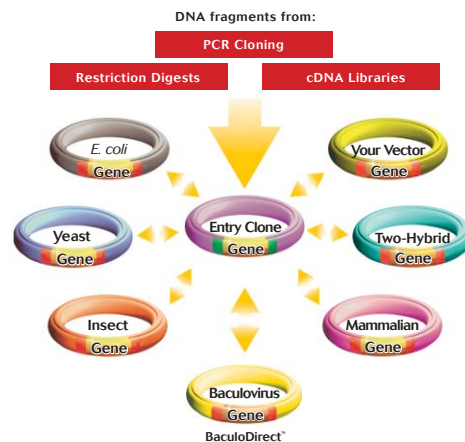 DNA fragments from:
PCR Cloning
Restriction Digests
cDNA Libraries
E. coli
Gene
Your Vector
Gene
Yeast
Gene
Entry Clone
Gene
Two-Hybrid
Gene
Insect
Gene
Mammalian
Gene
Baculovirus
Gene
BaculoDirect™